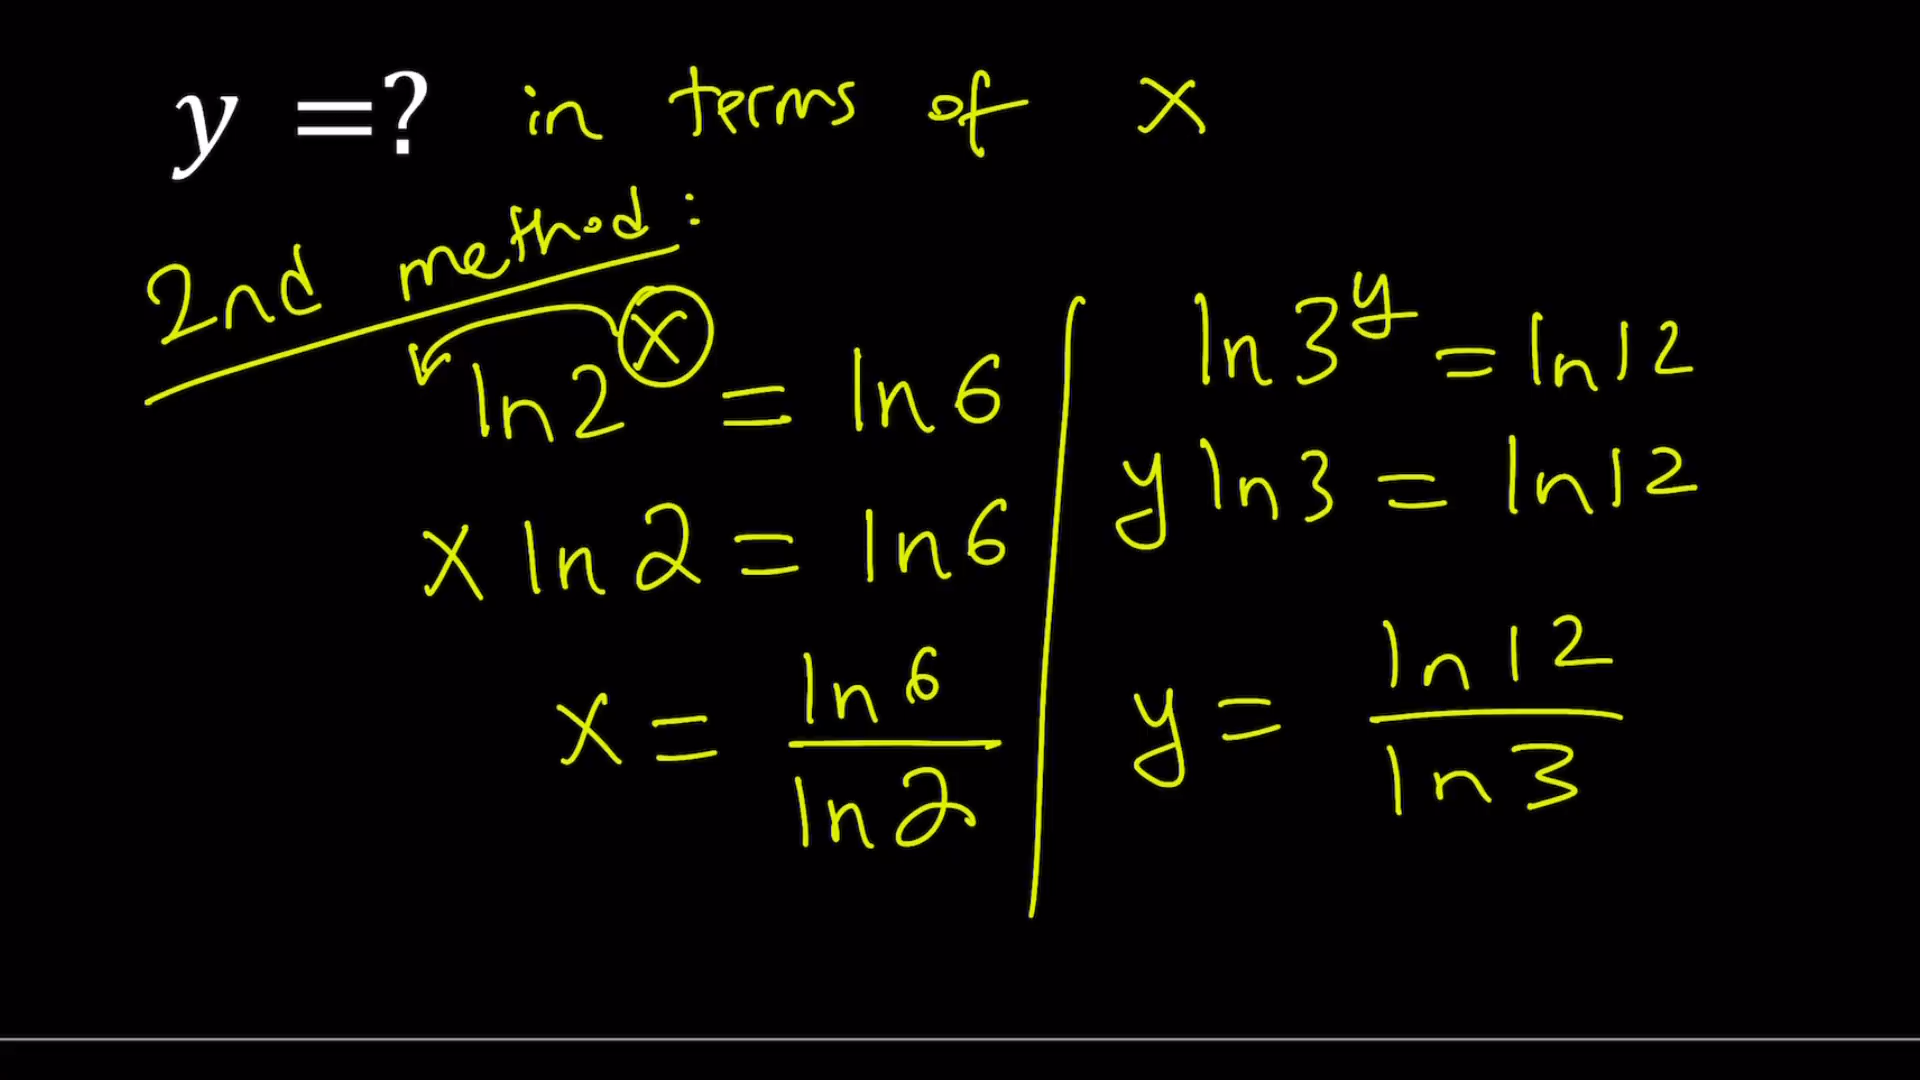 y =? in terms of x
2nd method:
ln 2^x = ln 6
x ln 2 = ln 6
x = ln 6 / ln 2
ln 3^y = ln 12
y ln 3 = ln 12
y = ln 12 / ln 3